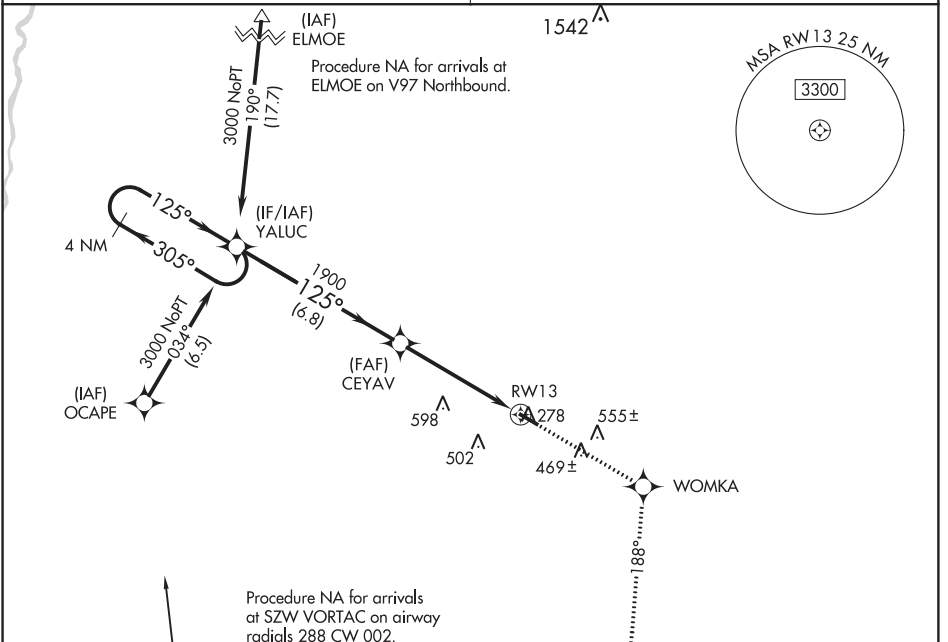 (IAF)
ELMOE
1542
MSA RW13 25 NM
3300
Procedure NA for arrivals at
ELMOE on V97 Northbound.
3000 NoPT
190°
(17.7)
125°
(IF/IAF)
YALUC
4 NM
305°
1900
125°
(6.8)
3000 NoPT
034°
(6.5)
(FAF)
CEYAV
(IAF)
OCAPE
RW13
278
598
555±
502
469±
WOMKA
188°
Procedure NA for arrivals
at SZW VORTAC on airway
radials 288 CW 002.